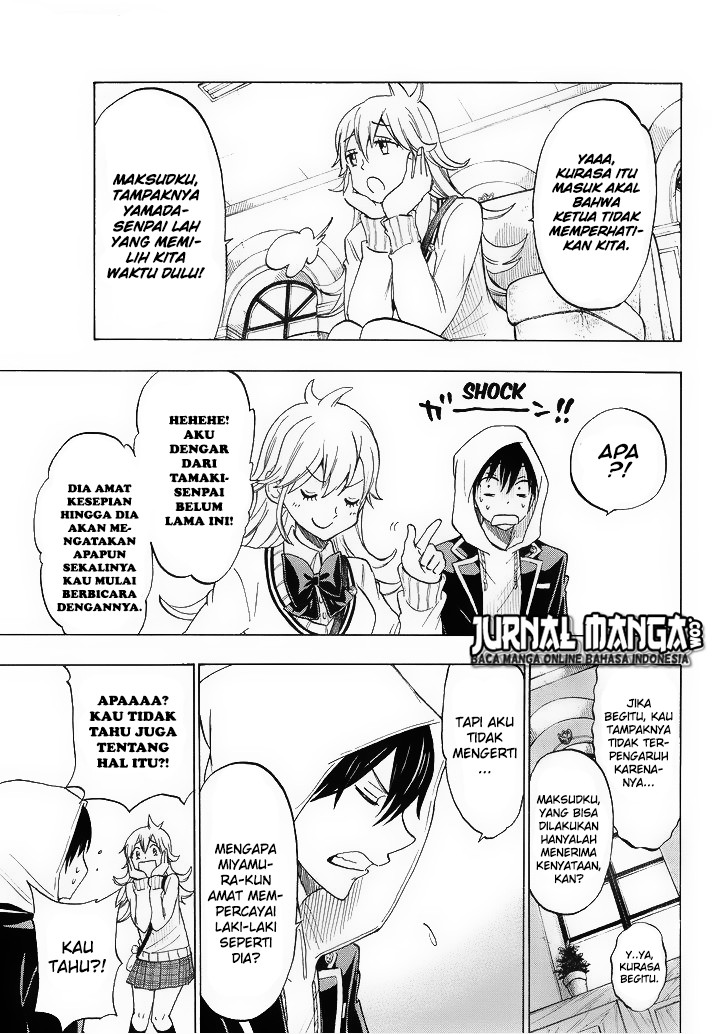 YAAA,
KURASA ITU
MASUK AKAL
BAHWA
KETUA TIDAK
MEMPERHATI-
KAN KITA.
MAKSUDKU,
TAMPAKNYA
YAMADA-
SENPAI LAH
YANG MEMI-
LIH KITA
WAKTU DULU!
APA
?!
SHOCK
ガーン!!
HEHEHE!
AKU
DENGAR
DARI
TAMAKI-
SENPAI
BELUM
LAMA INI!
DIA AMAT
KESEPIAN
HINGGA DIA
AKAN ME-
NGATAKAN
APAPUN
SEKALINYA
KAU MULAI
BERBICARA
DENGANNYA.
JURNAL MANGA.COM
BACA MANGA ONLINE BAHASA INDONESIA
JIKA
BEGITU, KAU
TAMPAKNYA
TIDAK TER-
PENGARUH
KARENA-
NYA...
MAKSUDKU,
YANG BISA
DILAKUKAN
HANYALAH
MENERIMA
KENYATAAN,
KAN?
Y..YA,
KURASA
BEGITU.
TAPI AKU
TIDAK
MENGERTI
...
MENGAPA
MIYAMU-
RA-KUN
AMAT MEM-
PERCAYAI
LAKI-LAKI
SEPERTI
DIA?
APAAAA?
KAU TIDAK
TAHU JUGA
TENTANG
HAL ITU?!
KAU
TAHU?!